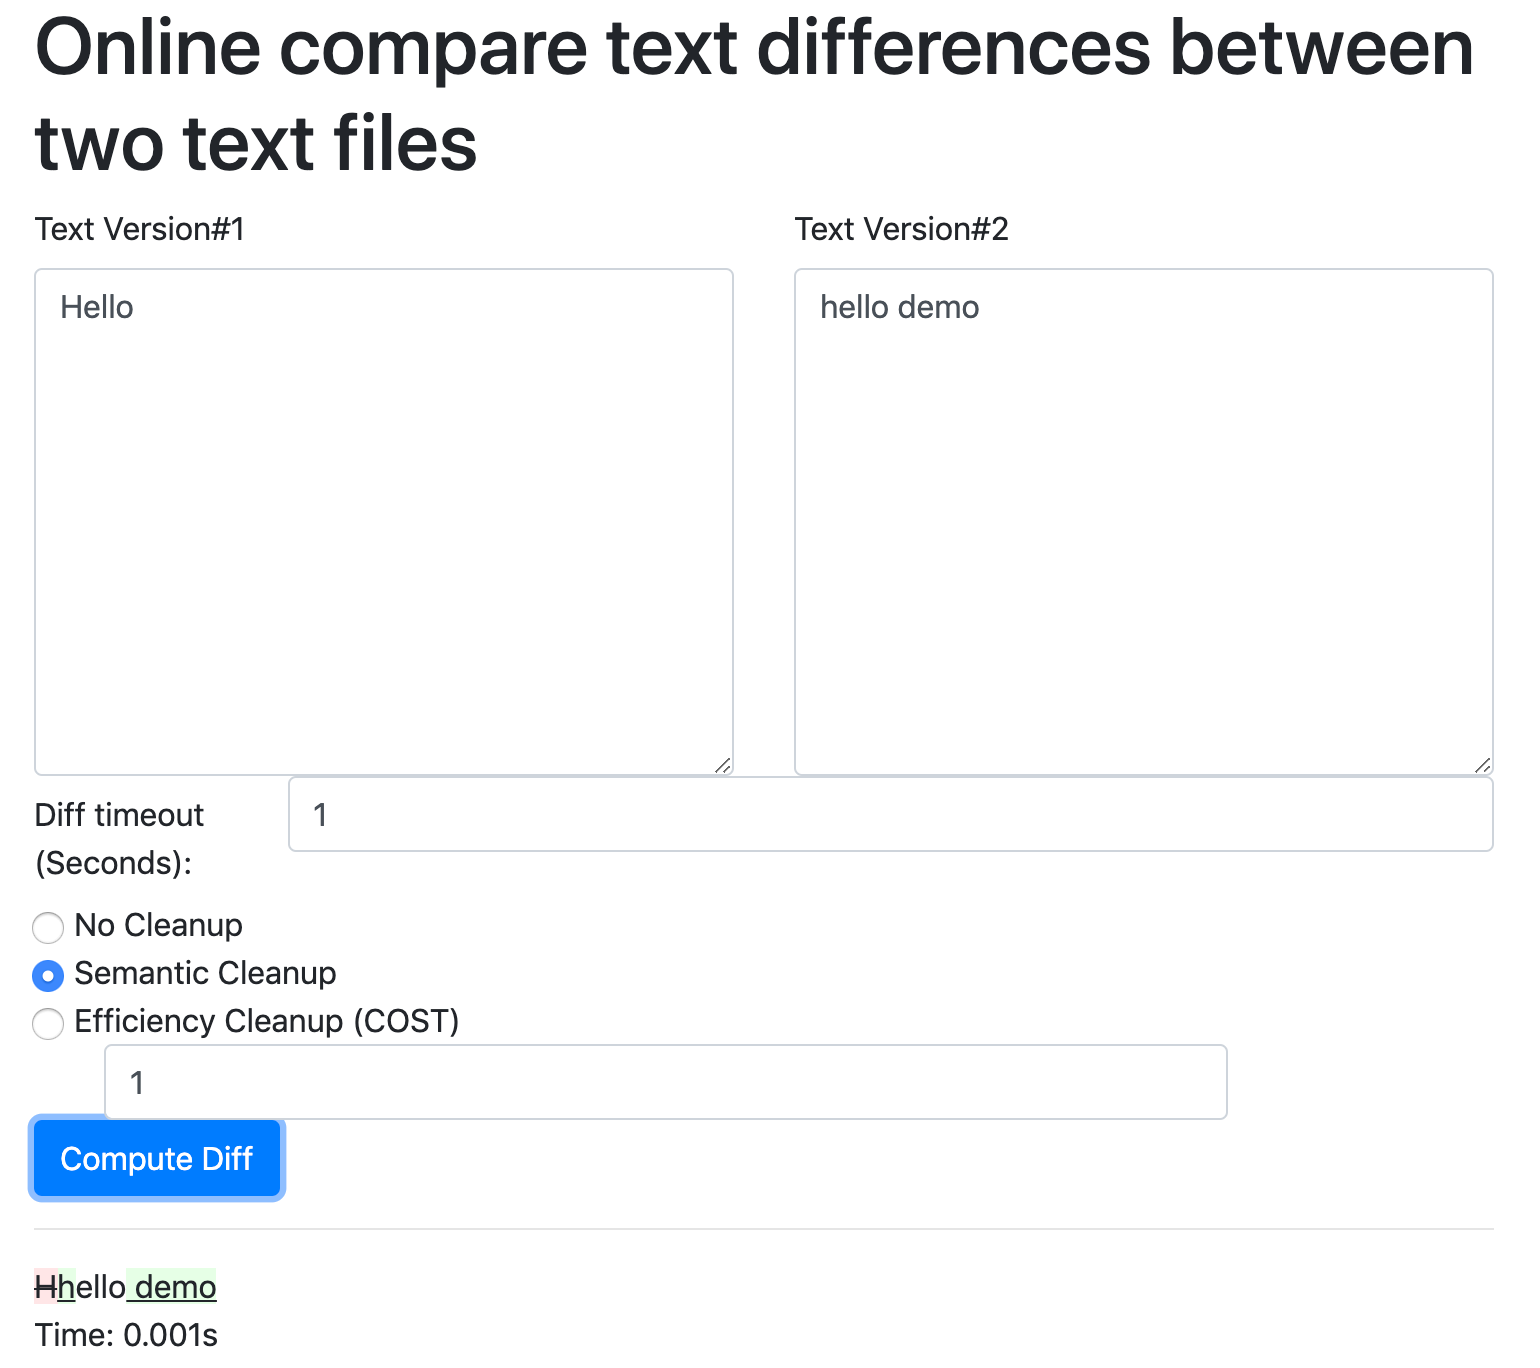 Online compare text differences between
two text files
Text Version#1
Text Version#2
Hello
hello demo
Diff timeout
(Seconds):
1
No Cleanup
Semantic Cleanup
Efficiency Cleanup (COST)
1
Compute Diff
Hhello demo
Time: 0.001s